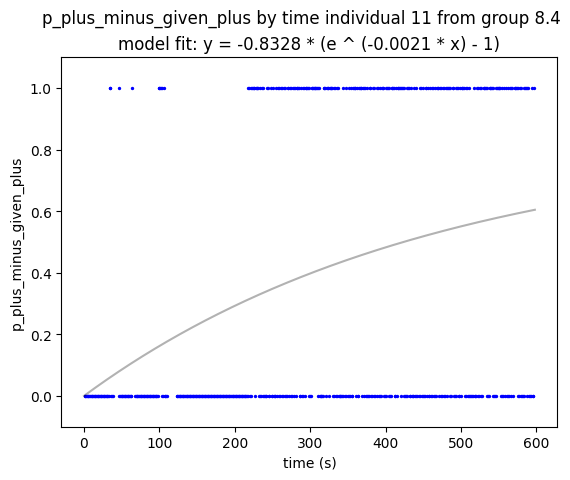 p_plus_minus_given_plus by time individual 11 from group 8.4
model fit: y = -0.8328 * (e ^ (-0.0021 * x) - 1)
1.0
0.8
0.6
0.4
0.2
0.0
p_plus_minus_given_plus
0 100 200 300 400 500 600
time (s)